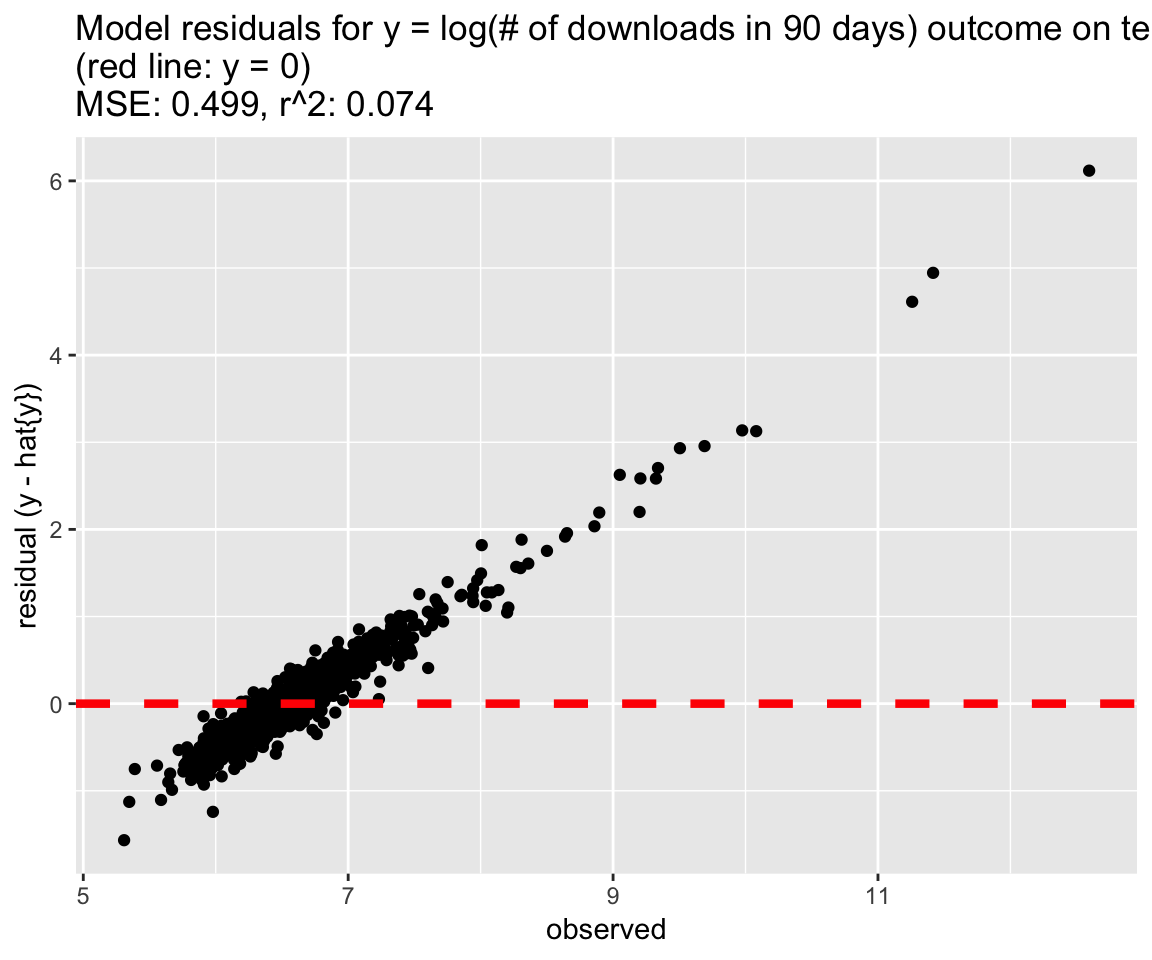 Model residuals for y = log(# of downloads in 90 days) outcome on te
(red line: y = 0)
MSE: 0.499, r^2: 0.074
6
4
2
0
residual (y - hat{y})
5 7 9 11
observed